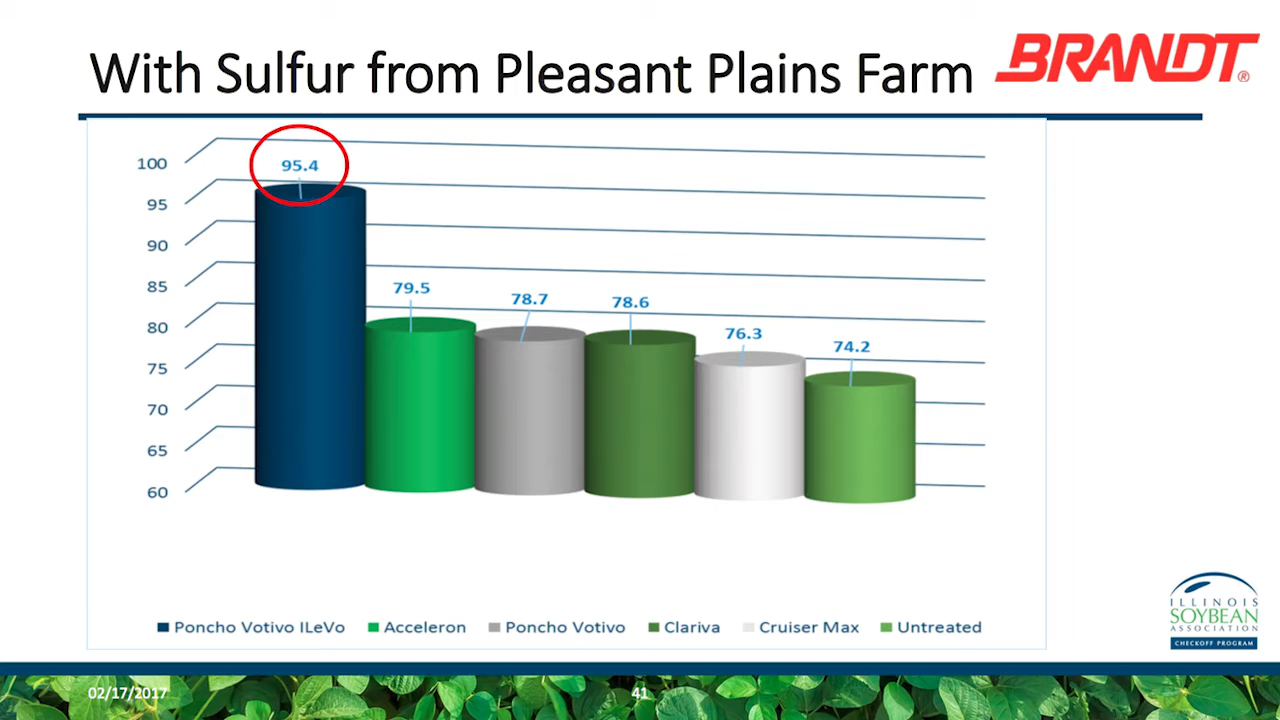 With Sulfur from Pleasant Plains Farm
BRANDT®
100
95
90
85
80
75
70
65
60
95.4
79.5
78.7
78.6
76.3
74.2
Poncho Votivo ILeVo Acceleron Poncho Votivo Clariva Cruiser Max Untreated
ILLINOIS
SOYBEAN
ASSOCIATION
CHECKOFF PROGRAM
02/17/2017
41